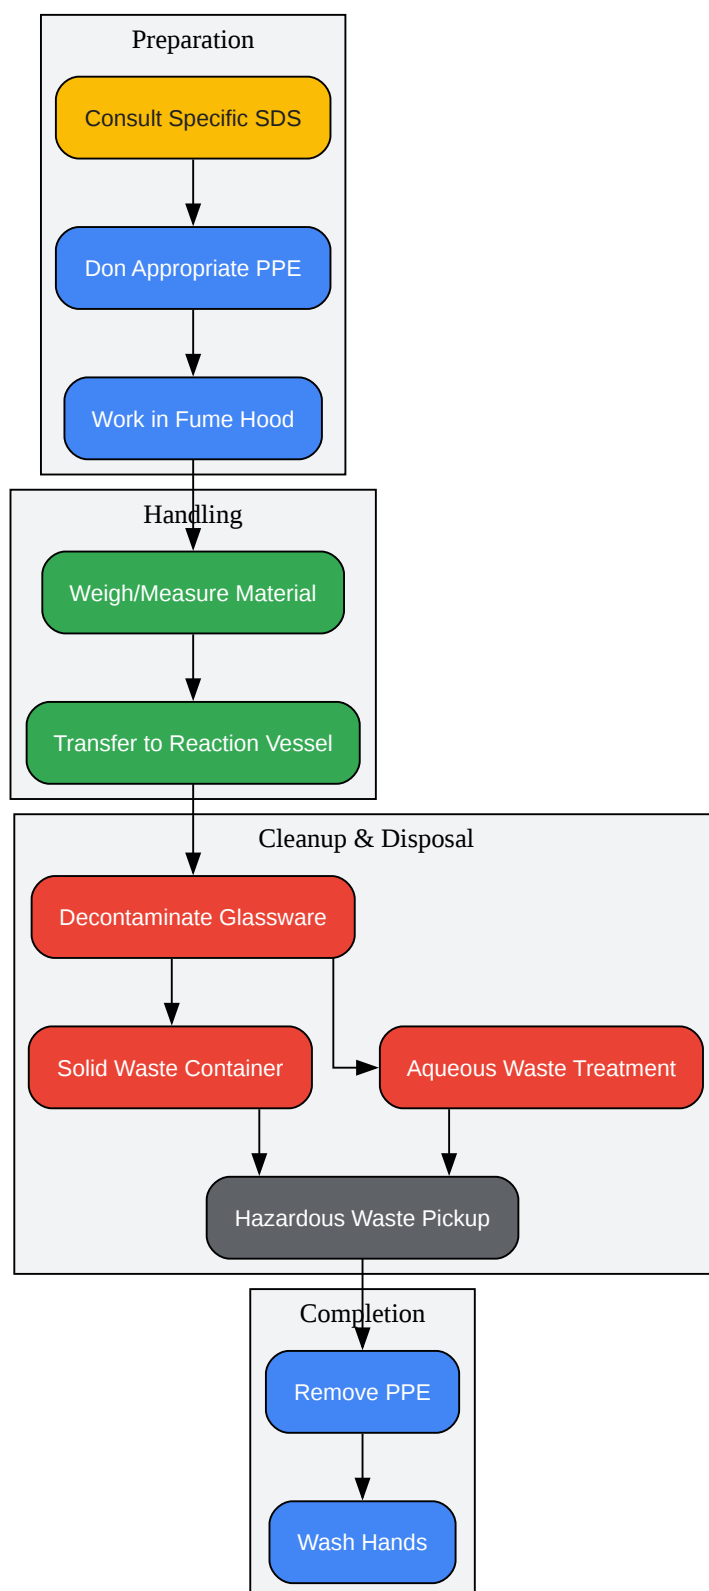 Preparation
Consult Specific SDS
Don Appropriate PPE
Work in Fume Hood
Handling
Weigh/Measure Material
Transfer to Reaction Vessel
Cleanup & Disposal
Decontaminate Glassware
Solid Waste Container
Aqueous Waste Treatment
Hazardous Waste Pickup
Completion
Remove PPE
Wash Hands